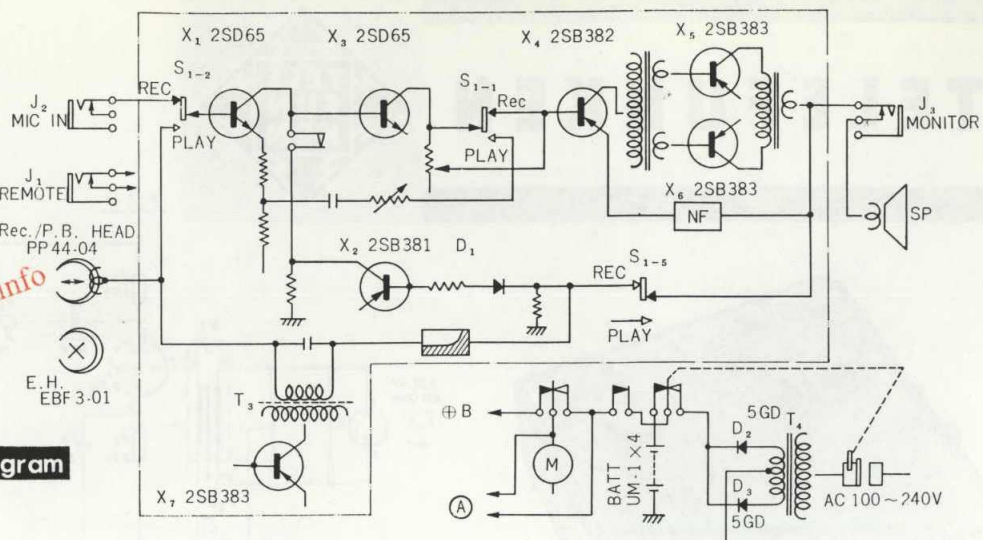 X₁ 2SD65
X₃ 2SD65
X₄ 2SB382
X₅ 2SB383
S₁₋₂
REC
PLAY
S₁₋₁
Rec
PLAY
J₂
MIC IN
J₁
REMOTE
J₃
MONITOR
X₆ 2SB383
NF
SP
Rec./P.B. HEAD
PP44-04
info
X₂ 2SB381
D₁
REC
S₁₋₅
PLAY
E.H.
EBF3-01
T₃
⊕B
M
A
BATT
UM-1×4
5GD
D₂
T₄
D₃
5GD
AC 100~240V
gram
X₇ 2SB383